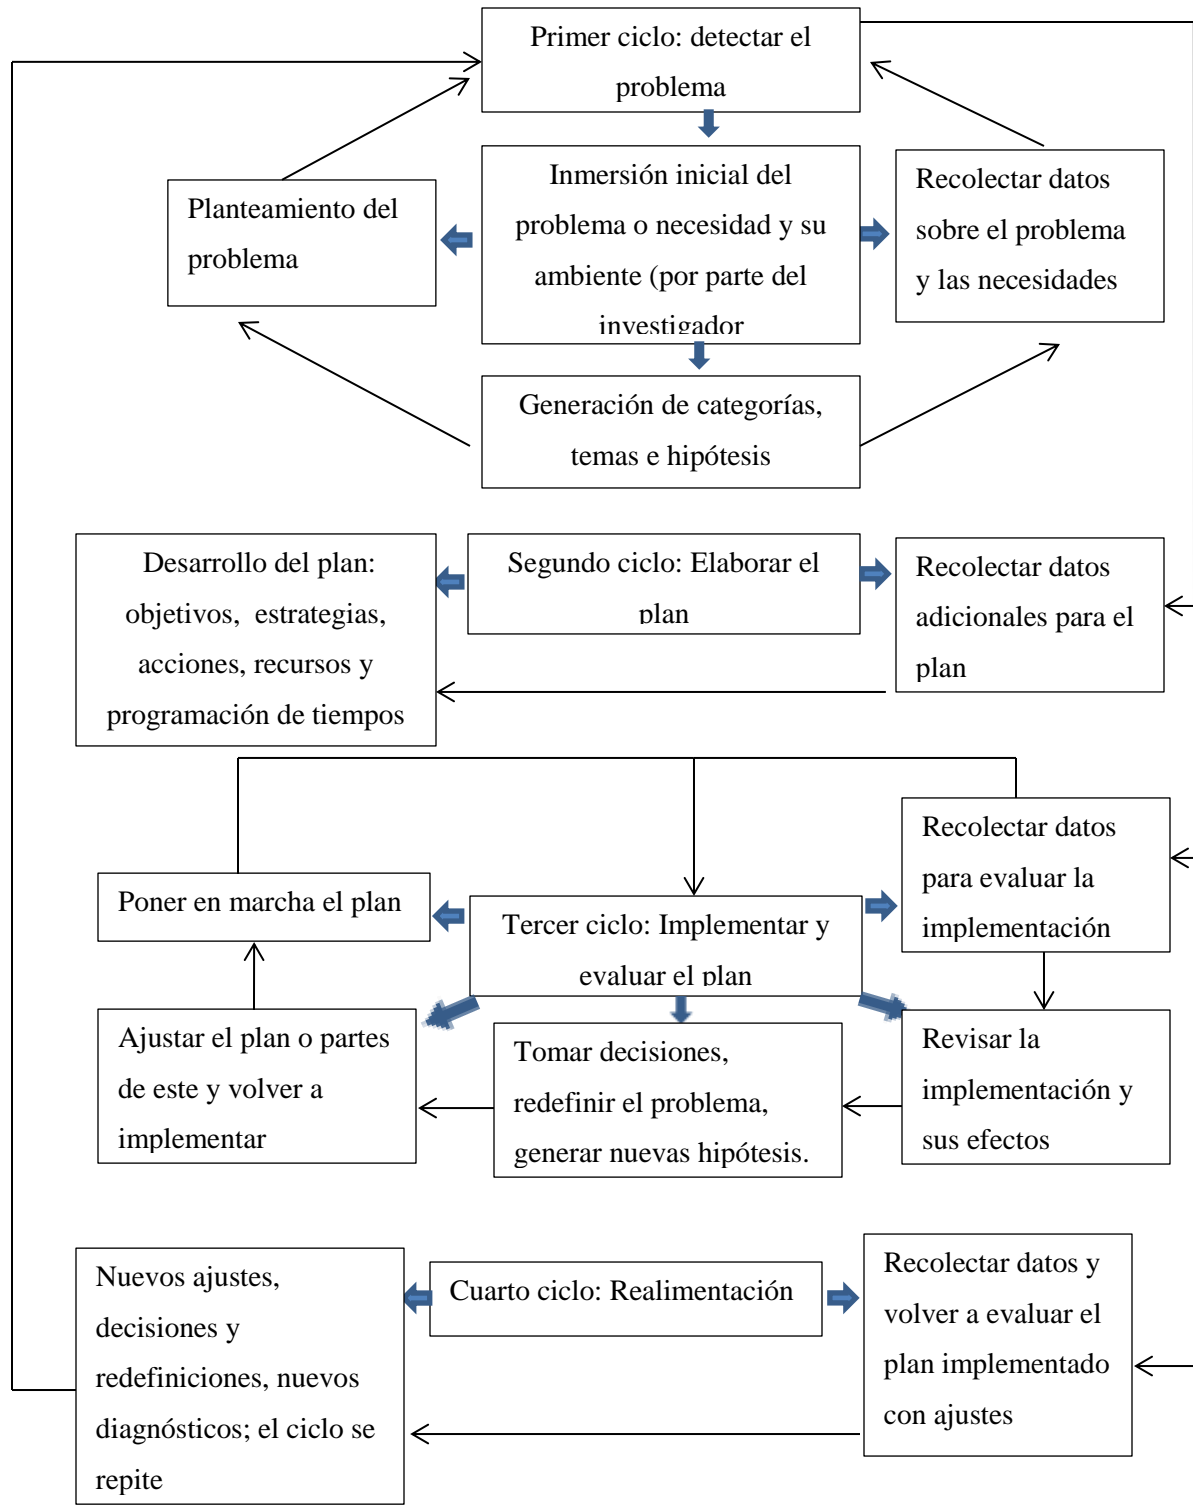 Primer ciclo: detectar el
problema
Inmersión inicial del
problema o necesidad y su
ambiente (por parte del
investigador
Planteamiento del
problema
Recolectar datos
sobre el problema
y las necesidades
Generación de categorías,
temas e hipótesis
Desarrollo del plan:
objetivos, estrategias,
acciones, recursos y
programación de tiempos
Segundo ciclo: Elaborar el
plan
Recolectar datos
adicionales para el
plan
Poner en marcha el plan
Tercer ciclo: Implementar y
evaluar el plan
Recolectar datos
para evaluar la
implementación
Ajustar el plan o partes
de este y volver a
implementar
Tomar decisiones,
redefinir el problema,
generar nuevas hipótesis.
Revisar la
implementación y
sus efectos
Nuevos ajustes,
decisiones y
redefiniciones, nuevos
diagnósticos; el ciclo se
repite
Cuarto ciclo: Realimentación
Recolectar datos y
volver a evaluar el
plan implementado
con ajustes